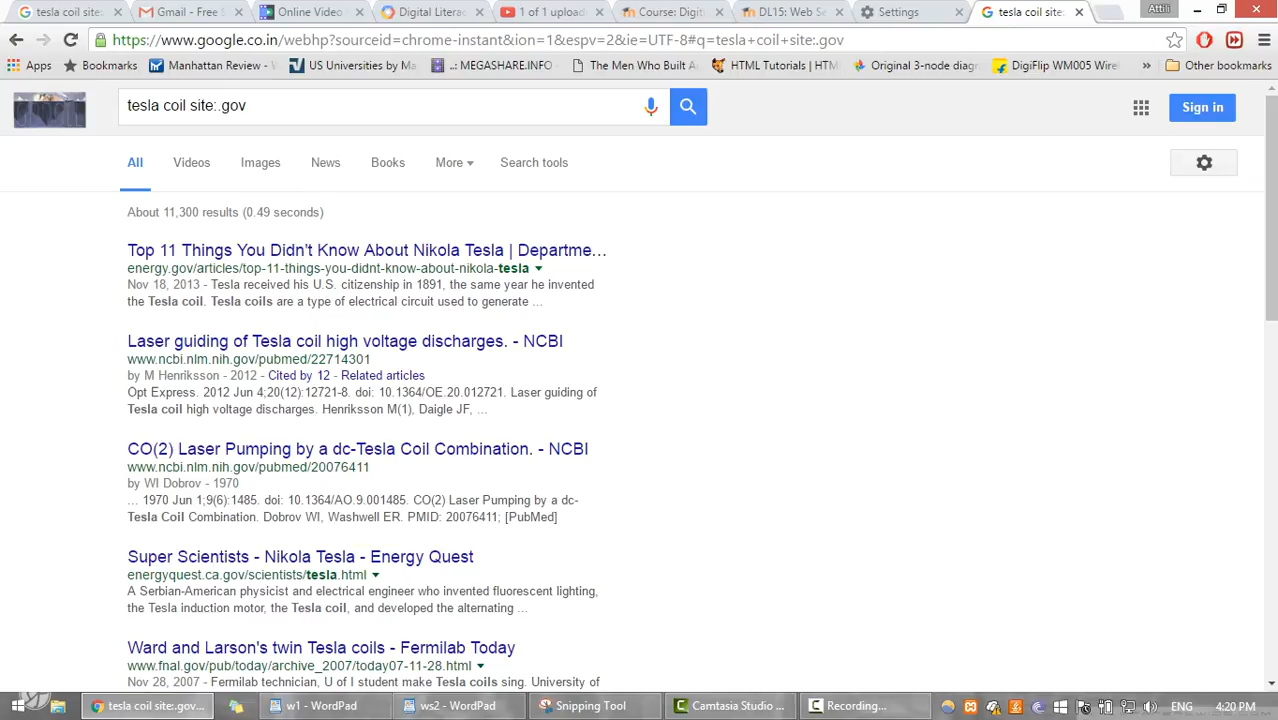 tesla coil site:
Gmail - Free S
Online Video
Digital Literac
1 of 1 upload
Course: Digit
DL15: Web Se
Settings
tesla coil site:
Attili
https://www.google.co.in/webhp?sourceid=chrome-instant&ion=1&espv=2&ie=UTF-8#q=tesla+coil+site:.gov
Apps
Bookmarks
Manhattan Review -
US Universities by Ma
..: MEGASHARE.INFO
The Men Who Built A
HTML Tutorials | HTM
Original 3-node diagra
DigiFlip WM005 Wire
»
Other bookmarks
tesla coil site:.gov
Sign in
All Videos Images News Books More Search tools
About 11,300 results (0.49 seconds)
Top 11 Things You Didn't Know About Nikola Tesla | Departme...
energy.gov/articles/top-11-things-you-didnt-know-about-nikola-tesla
Nov 18, 2013 - Tesla received his U.S. citizenship in 1891, the same year he invented
the Tesla coil. Tesla coils are a type of electrical circuit used to generate ...
Laser guiding of Tesla coil high voltage discharges. - NCBI
www.ncbi.nlm.nih.gov/pubmed/22714301
by M Henriksson - 2012 - Cited by 12 - Related articles
Opt Express. 2012 Jun 4;20(12):12721-8. doi: 10.1364/OE.20.012721. Laser guiding of
Tesla coil high voltage discharges. Henriksson M(1), Daigle JF, ...
CO(2) Laser Pumping by a dc-Tesla Coil Combination. - NCBI
www.ncbi.nlm.nih.gov/pubmed/20076411
by WI Dobrov - 1970
... 1970 Jun 1;9(6):1485. doi: 10.1364/AO.9.001485. CO(2) Laser Pumping by a dc-
Tesla Coil Combination. Dobrov WI, Washwell ER. PMID: 20076411; [PubMed]
Super Scientists - Nikola Tesla - Energy Quest
energyquest.ca.gov/scientists/tesla.html
A Serbian-American physicist and electrical engineer who invented fluorescent lighting,
the Tesla induction motor, the Tesla coil, and developed the alternating ...
Ward and Larson's twin Tesla coils - Fermilab Today
www.fnal.gov/pub/today/archive_2007/today07-11-28.html
Nov 28, 2007 - Fermilab technician, U of I student make Tesla coils sing. University of
tesla coil site:.gov...
w1 - WordPad
ws2 - WordPad
Snipping Tool
Camtasia Studio ...
Recording...
ENG
4:20 PM